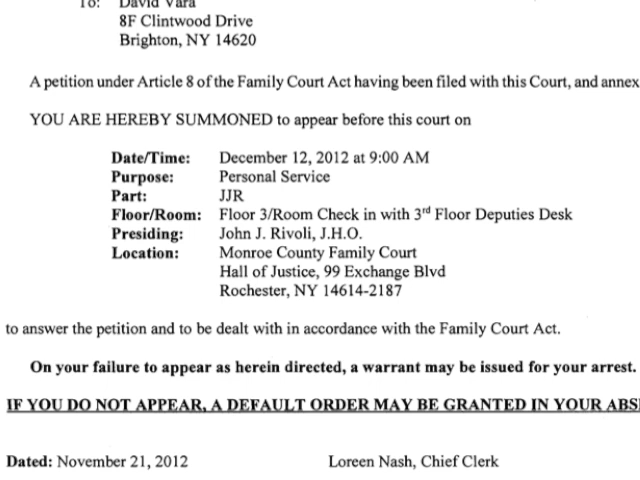 To: David Vara
8F Clintwood Drive
Brighton, NY 14620
A petition under Article 8 of the Family Court Act having been filed with this Court, and annex
YOU ARE HEREBY SUMMONED to appear before this court on
Date/Time: December 12, 2012 at 9:00 AM
Purpose: Personal Service
Part: JJR
Floor/Room: Floor 3/Room Check in with 3rd Floor Deputies Desk
Presiding: John J. Rivoli, J.H.O.
Location: Monroe County Family Court
Hall of Justice, 99 Exchange Blvd
Rochester, NY 14614-2187
to answer the petition and to be dealt with in accordance with the Family Court Act.
On your failure to appear as herein directed, a warrant may be issued for your arrest.
IF YOU DO NOT APPEAR, A DEFAULT ORDER MAY BE GRANTED IN YOUR ABS
Dated: November 21, 2012 Loreen Nash, Chief Clerk